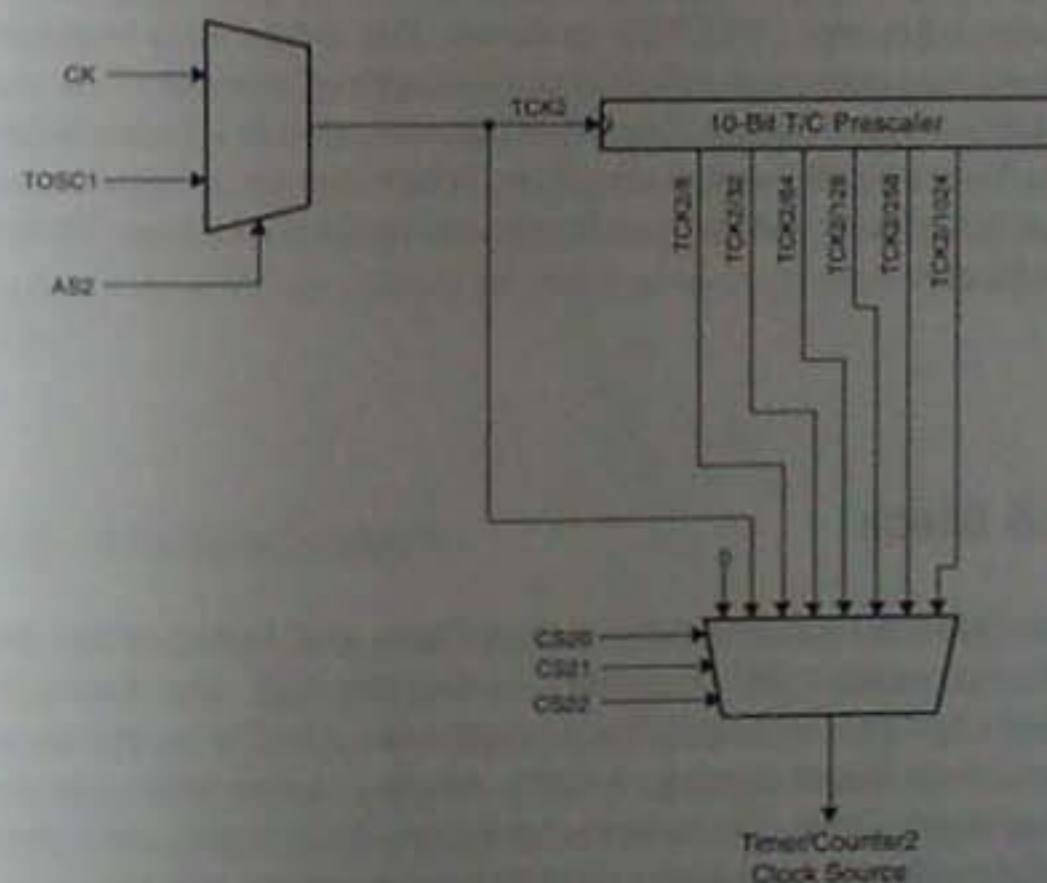 CK
TCK2
10-Bit T/C Prescaler
TOSC1
TCK2/8
TCK2/32
TCK2/64
TCK2/128
TCK2/256
TCK2/1024
AS2
0
CS20
CS21
CS22
Timer/Counter2
Clock Source